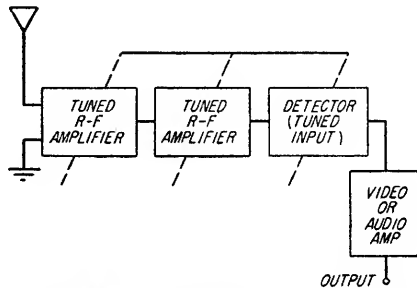 TUNED
R-F
AMPLIFIER
TUNED
R-F
AMPLIFIER
DETECTOR
(TUNED
INPUT)
VIDEO
OR
AUDIO
AMP
OUTPUT